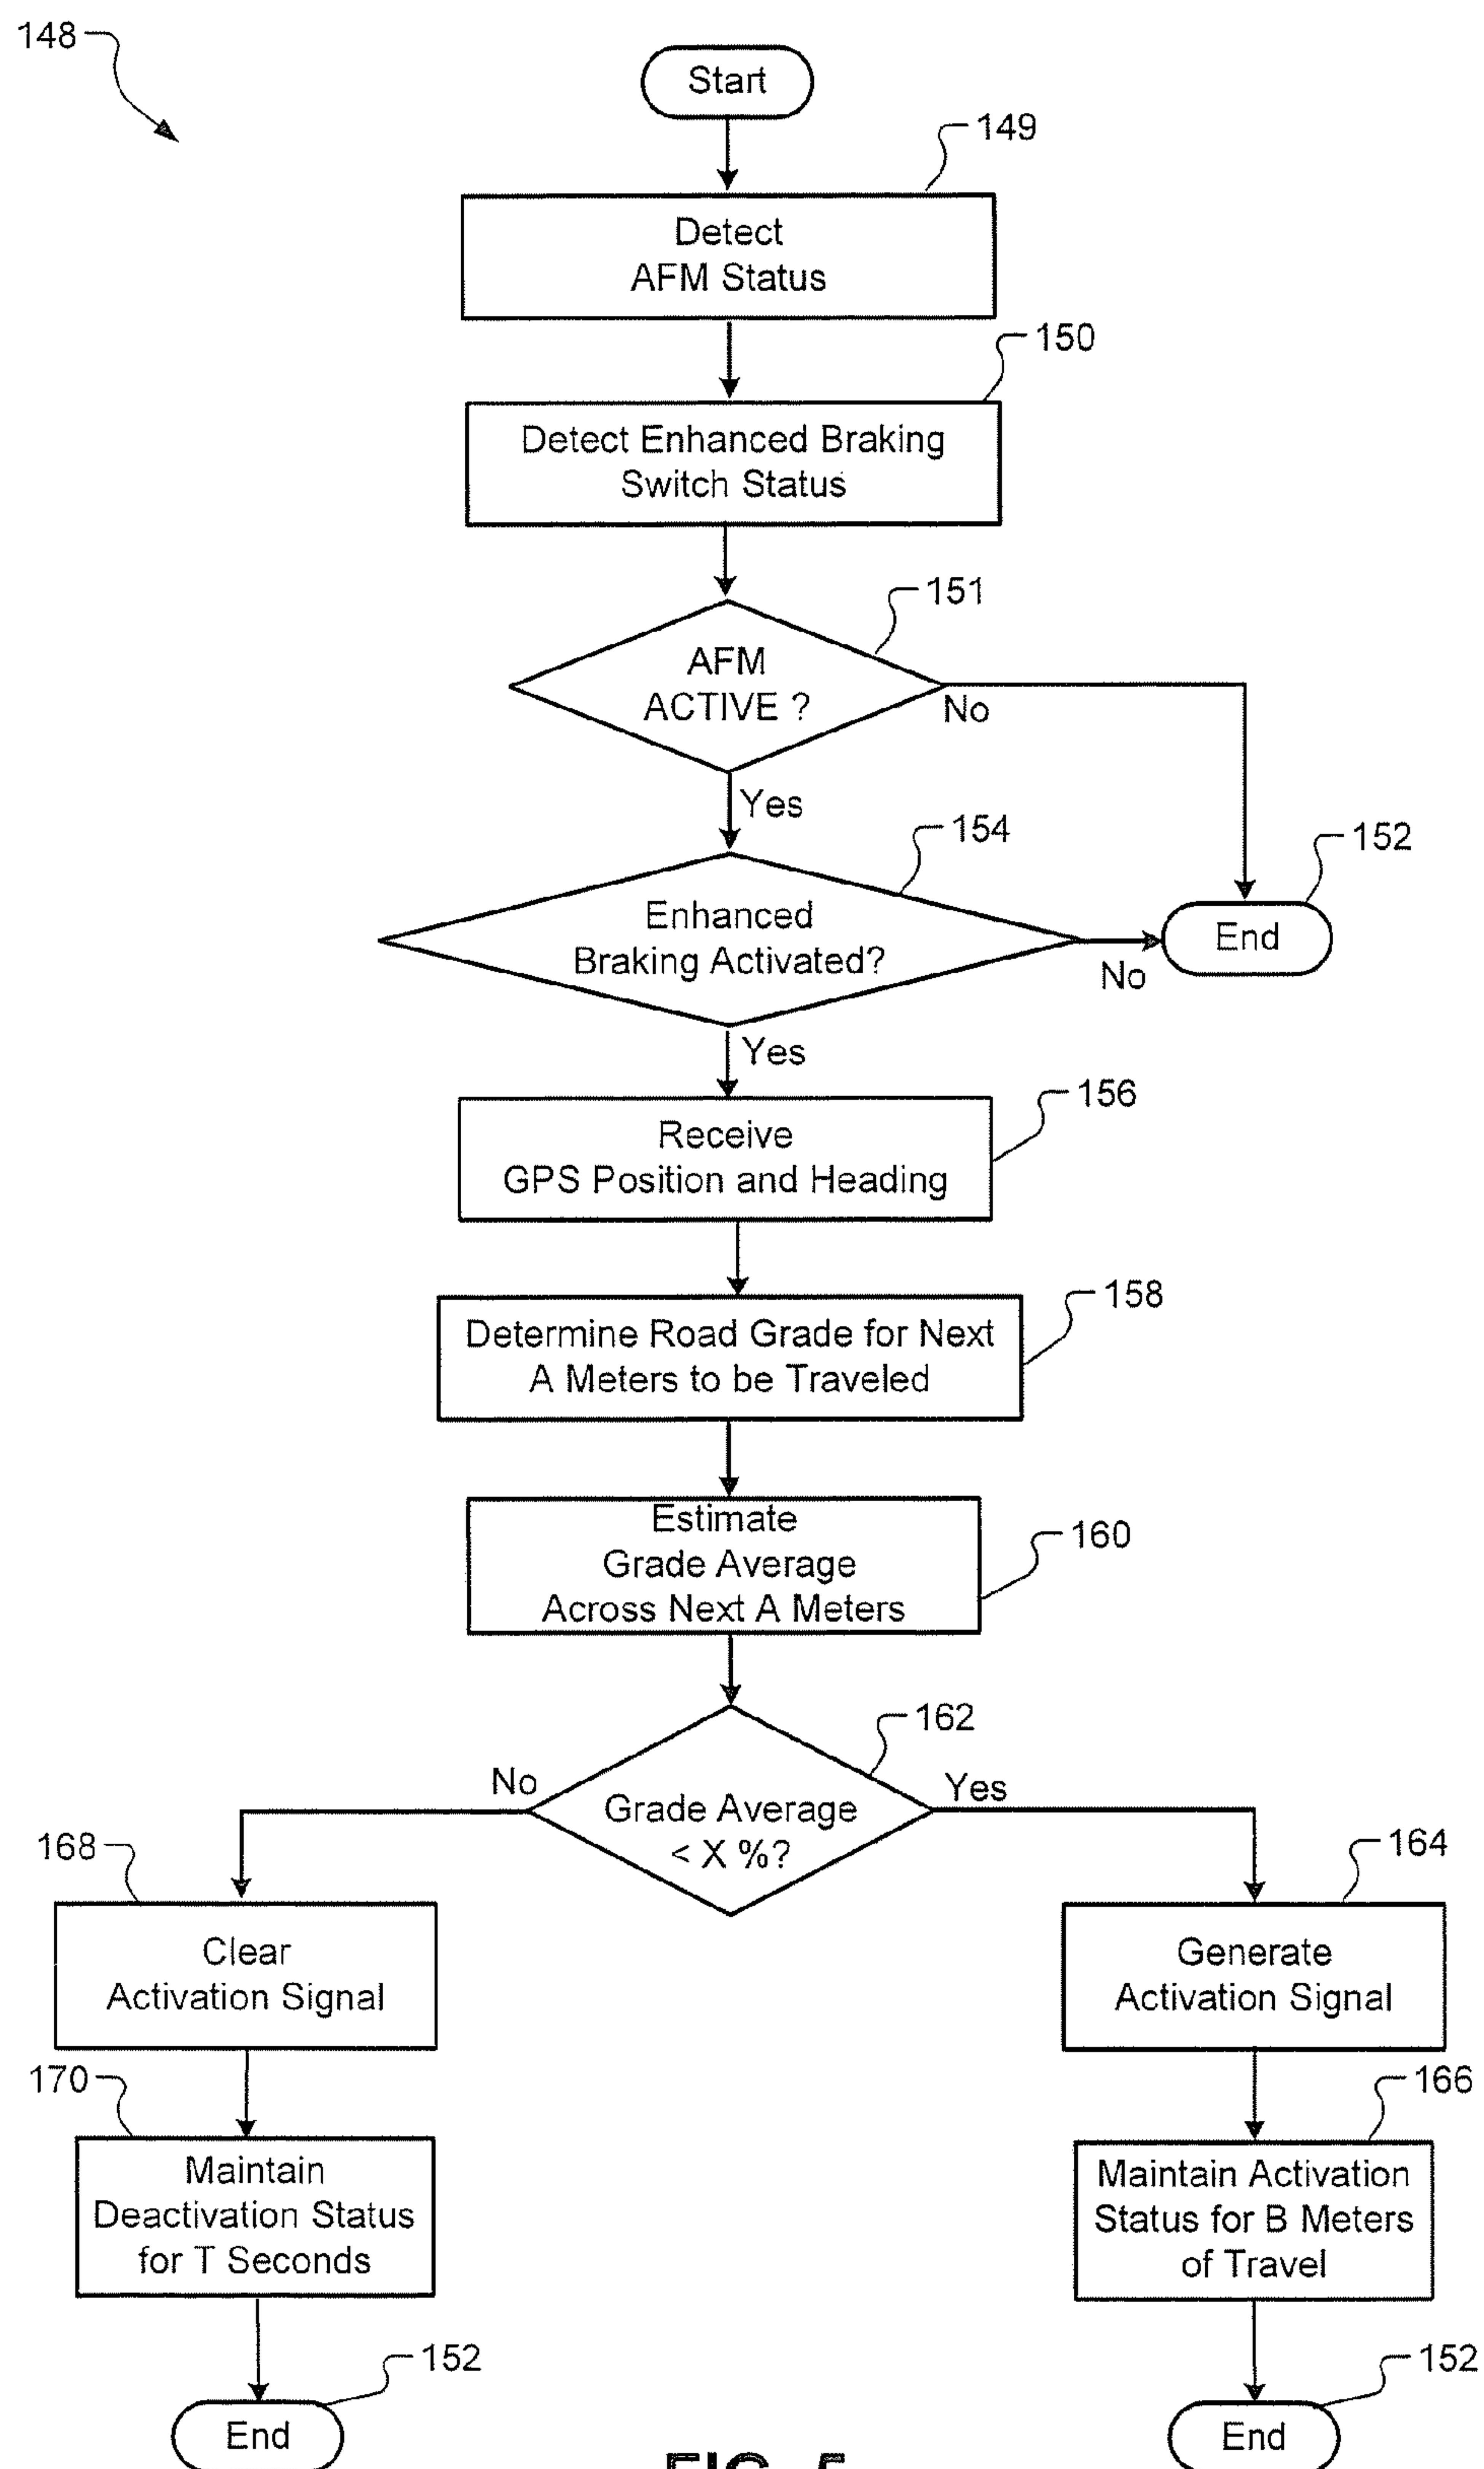 148
Start
149
Detect
AFM Status
150
Detect Enhanced Braking
Switch Status
151
AFM
ACTIVE ?
No
Yes
154
152
Enhanced
Braking Activated?
End
No
Yes
156
Receive
GPS Position and Heading
158
Determine Road Grade for Next
A Meters to be Traveled
160
Estimate
Grade Average
Across Next A Meters
162
No
Yes
Grade Average
< X %?
168
164
Clear
Activation Signal
Generate
Activation Signal
170
166
Maintain
Deactivation Status
for T Seconds
Maintain Activation
Status for B Meters
of Travel
152
152
End
End
FIG. 5